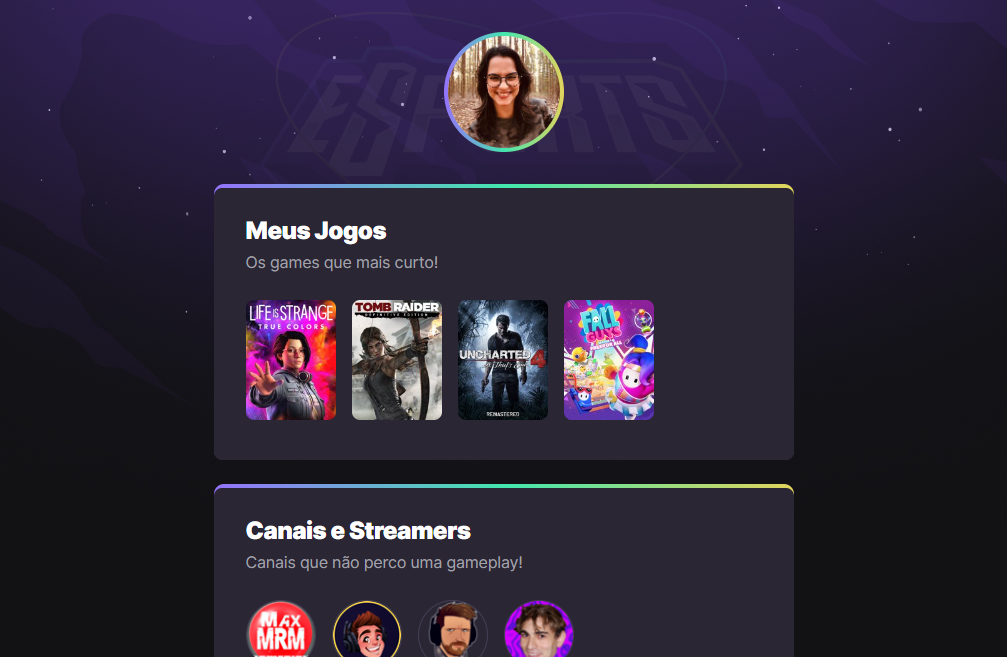 ESPORTS
Meus Jogos
Os games que mais curto!
LIFE IS STRANGE
TRUE COLORS
TOMB RAIDER
DEFINITIVE EDITION
UNCHARTED 4
A Thief's End
REMASTERED
FALL
GUYS
Canais e Streamers
Canais que não perco uma gameplay!
MAX
MRM